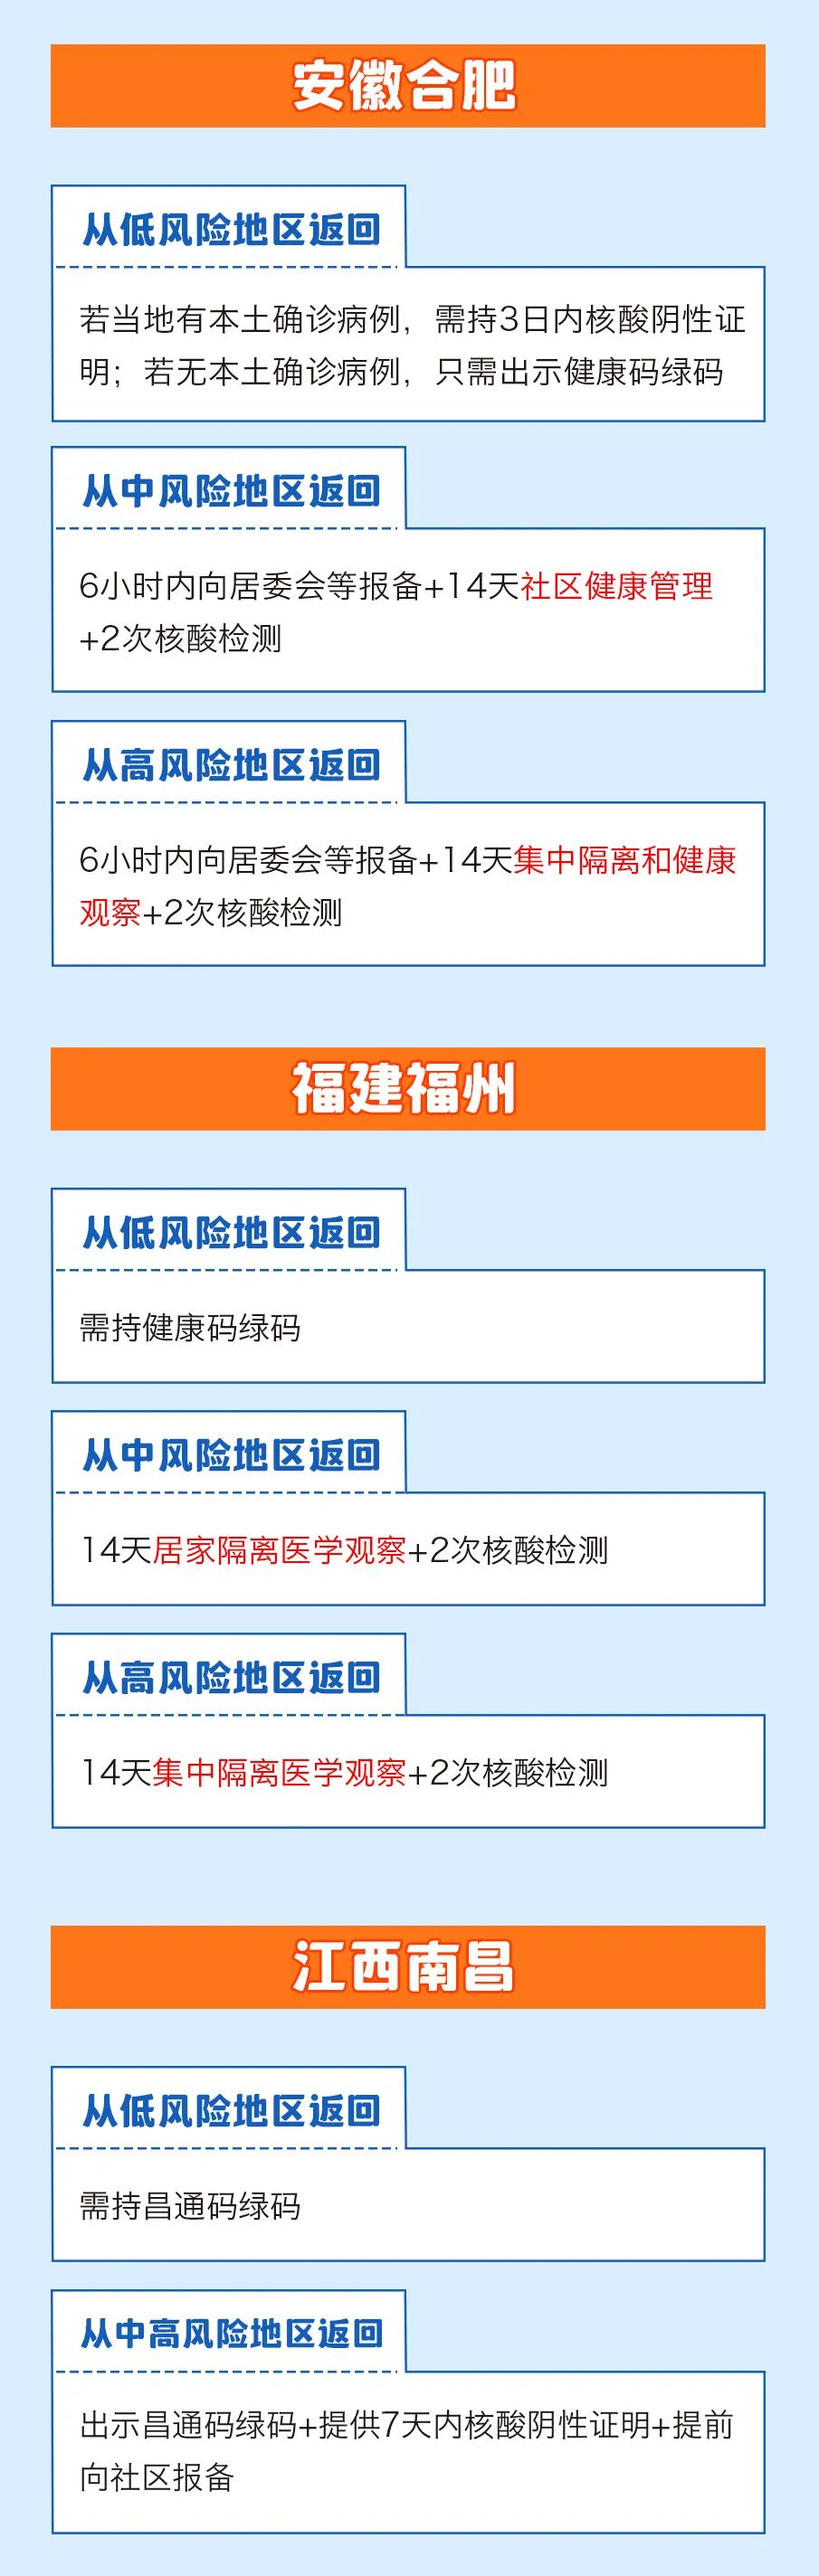 安徽合肥
从低风险地区返回
若当地有本土确诊病例，需持3日内核酸阴性证
明；若无本土确诊病例，只需出示健康码绿码
从中风险地区返回
6小时内向居委会等报备+14天社区健康管理
+2次核酸检测
从高风险地区返回
6小时内向居委会等报备+14天集中隔离和健康
观察+2次核酸检测
福建福州
从低风险地区返回
需持健康码绿码
从中风险地区返回
14天居家隔离医学观察+2次核酸检测
从高风险地区返回
14天集中隔离医学观察+2次核酸检测
江西南昌
从低风险地区返回
需持昌通码绿码
从中高风险地区返回
出示昌通码绿码+提供7天内核酸阴性证明+提前
向社区报备